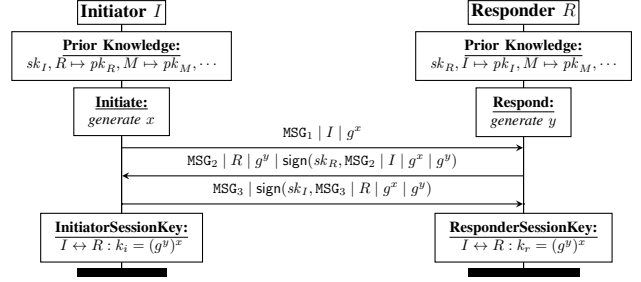 Initiator I
Responder R
Prior Knowledge:
sk_I, R ↦ pk_R, M ↦ pk_M, ···
Prior Knowledge:
sk_R, I ↦ pk_I, M ↦ pk_M, ···
Initiate:
generate x
Respond:
generate y
MSG_1 | I | g^x
MSG_2 | R | g^y | sign(sk_R, MSG_2 | I | g^x | g^y)
MSG_3 | sign(sk_I, MSG_3 | R | g^x | g^y)
InitiatorSessionKey:
I ↔ R : k_i = (g^y)^x
ResponderSessionKey:
I ↔ R : k_r = (g^y)^x